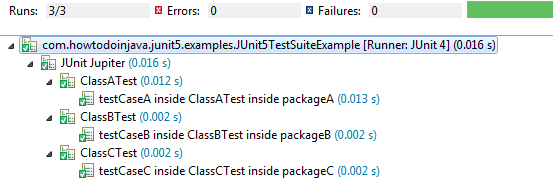 Runs: 3/3 Errors: 0 Failures: 0
com.howtodoinjava.junit5.examples.JUnit5TestSuiteExample [Runner: JUnit 4] (0.016 s)
JUnit Jupiter (0.016 s)
ClassATest (0.012 s)
testCaseA inside ClassATest inside packageA (0.013 s)
ClassBTest (0.002 s)
testCaseB inside ClassBTest inside packageB (0.002 s)
ClassCTest (0.002 s)
testCaseC inside ClassCTest inside packageC (0.002 s)